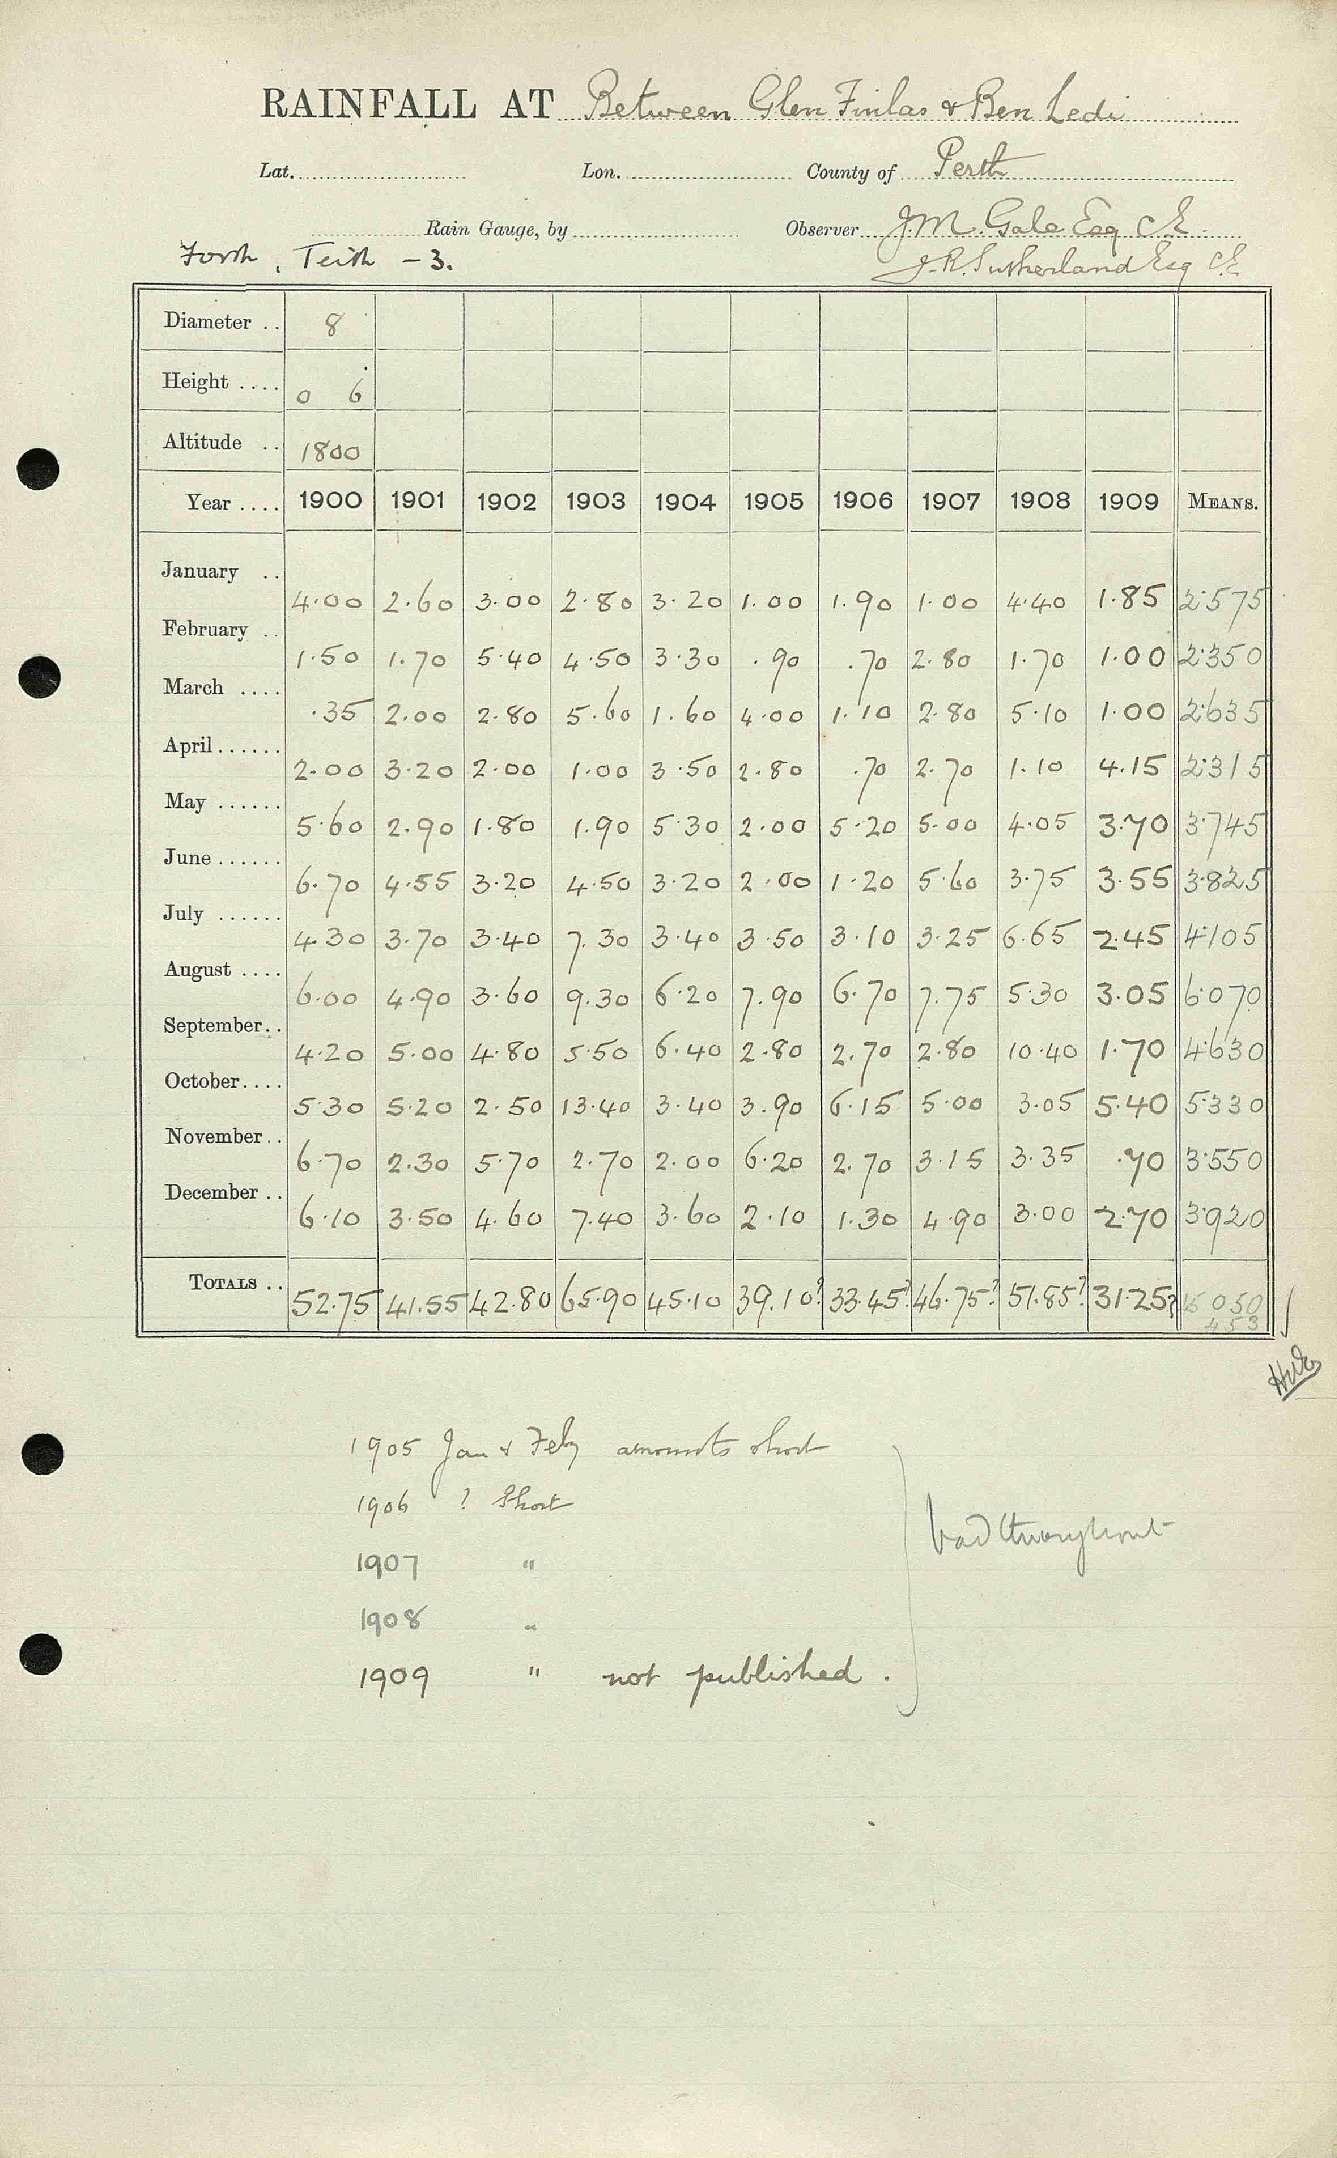 RAINFALL AT Between Glen Finlas & Ben Ledi
Lat. Lon. County of Perth
Rain Gauge, by Observer J.M. Gale Esq CE
Forth, Teith - 3. J.R. Sutherland Esq C.E.
Diameter .. 8
Height .... 0 6
Altitude .. 1800
Year .... 1900 1901 1902 1903 1904 1905 1906 1907 1908 1909 MEANS.
January .. 4.00 2.60 3.00 2.80 3.20 1.00 1.90 1.00 4.40 1.85 2.575
February .. 1.50 1.70 5.40 4.50 3.30 .90 .70 2.80 1.70 1.00 2.350
March .... .35 2.00 2.80 5.60 1.60 4.00 1.10 2.80 5.10 1.00 2.635
April ...... 2.00 3.20 2.00 1.00 3.50 2.80 .70 2.70 1.10 4.15 2.315
May ...... 5.60 2.90 1.80 1.90 5.30 2.00 5.20 5.00 4.05 3.70 3.745
June ...... 6.70 4.55 3.20 4.50 3.20 2.00 1.20 5.60 3.75 3.55 3.825
July ...... 4.30 3.70 3.40 7.30 3.40 3.50 3.10 3.25 6.65 2.45 4.105
August .... 6.00 4.90 3.60 9.30 6.20 7.90 6.70 7.75 5.30 3.05 6.070
September.. 4.20 5.00 4.80 5.50 6.40 2.80 2.70 2.80 10.40 1.70 4.630
October.... 5.30 5.20 2.50 13.40 3.40 3.90 6.15 5.00 3.05 5.40 5.330
November.. 6.70 2.30 5.70 2.70 2.00 6.20 2.70 3.15 3.35 .70 3.550
December .. 6.10 3.50 4.60 7.40 3.60 2.10 1.30 4.90 3.00 2.70 3.920
TOTALS .. 52.75 41.55 42.80 65.90 45.10 39.10? 33.45? 46.75? 51.85? 31.25? 45 050
453
1905 Jan & Feby amounts short
1906 ? Short
bad throughout
1907 "
1908 "
1909 " not published.